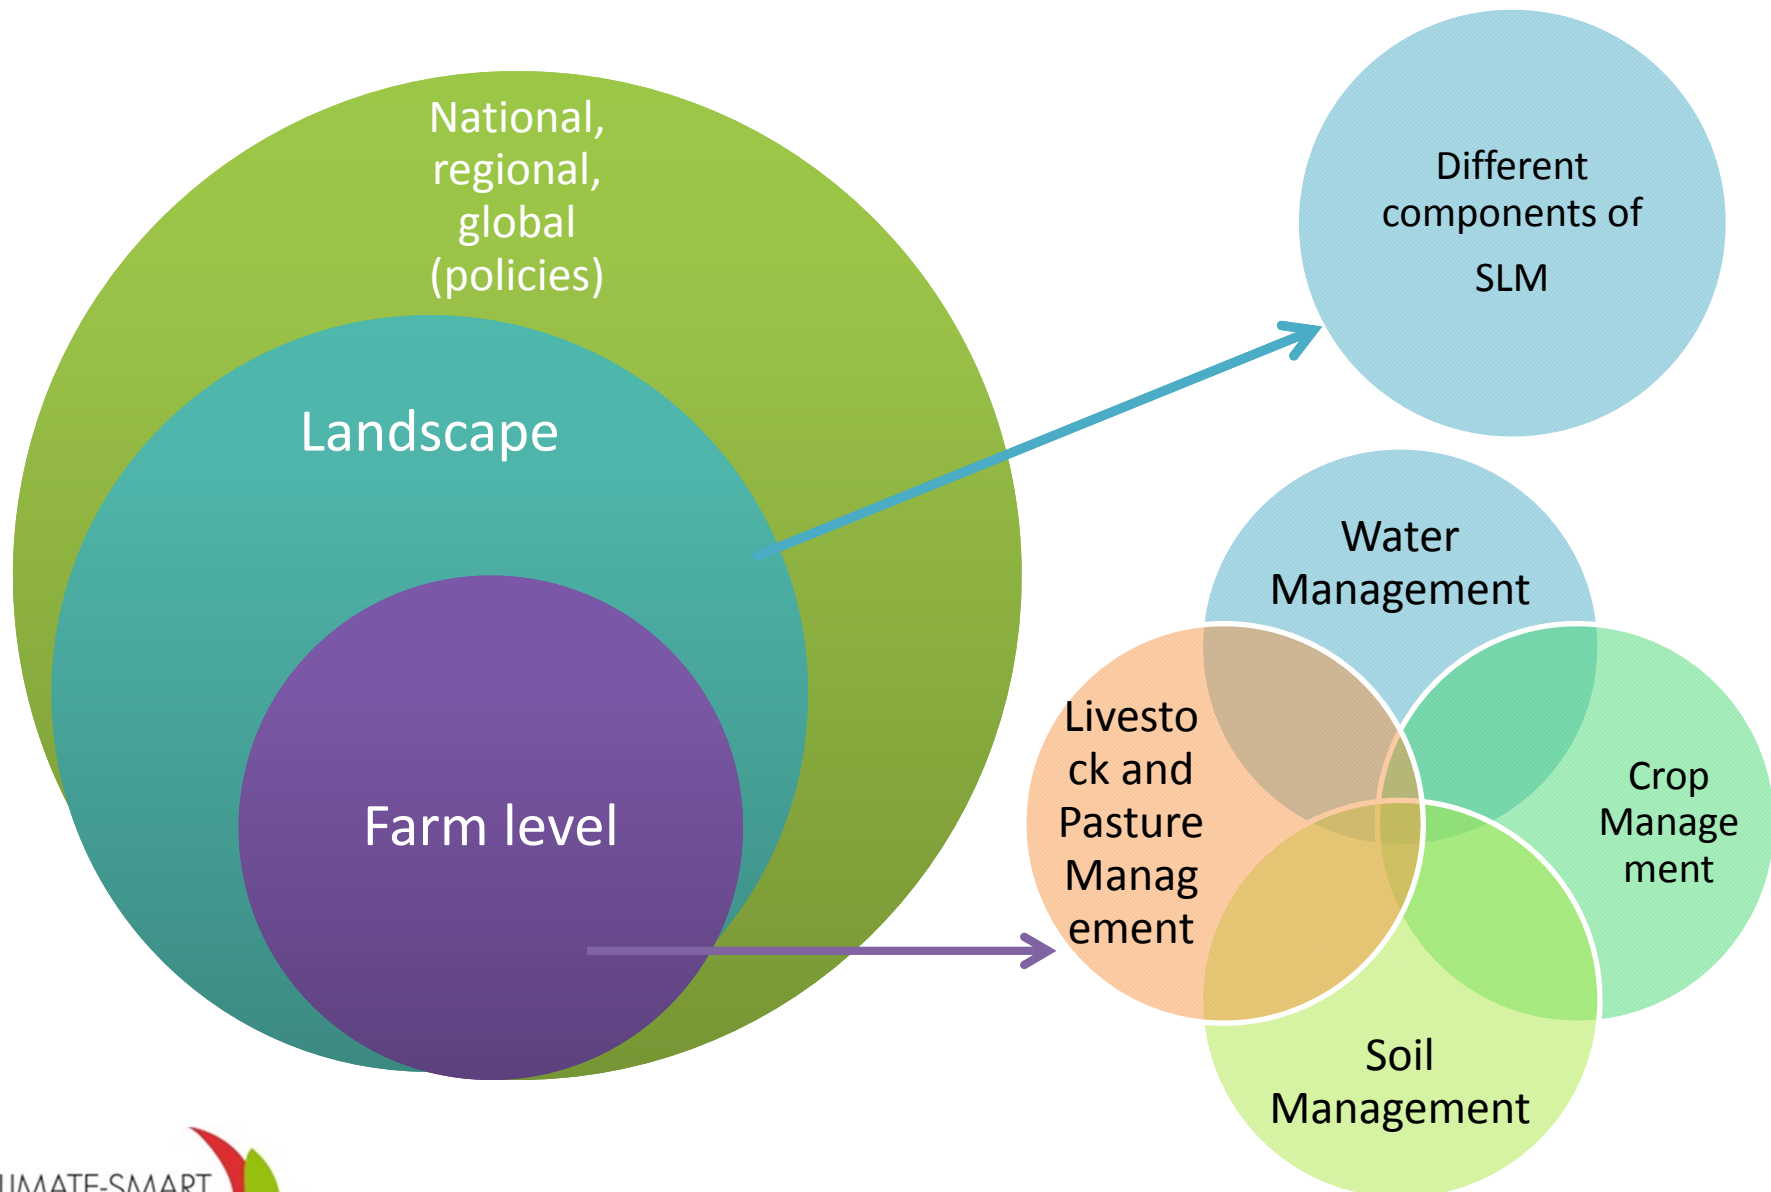 National,
regional,
global
(policies)
Landscape
Farm level
Different
components of
SLM
Water
Management
Livesto
ck and
Pasture
Manag
ement
Crop
Manage
ment
Soil
Management